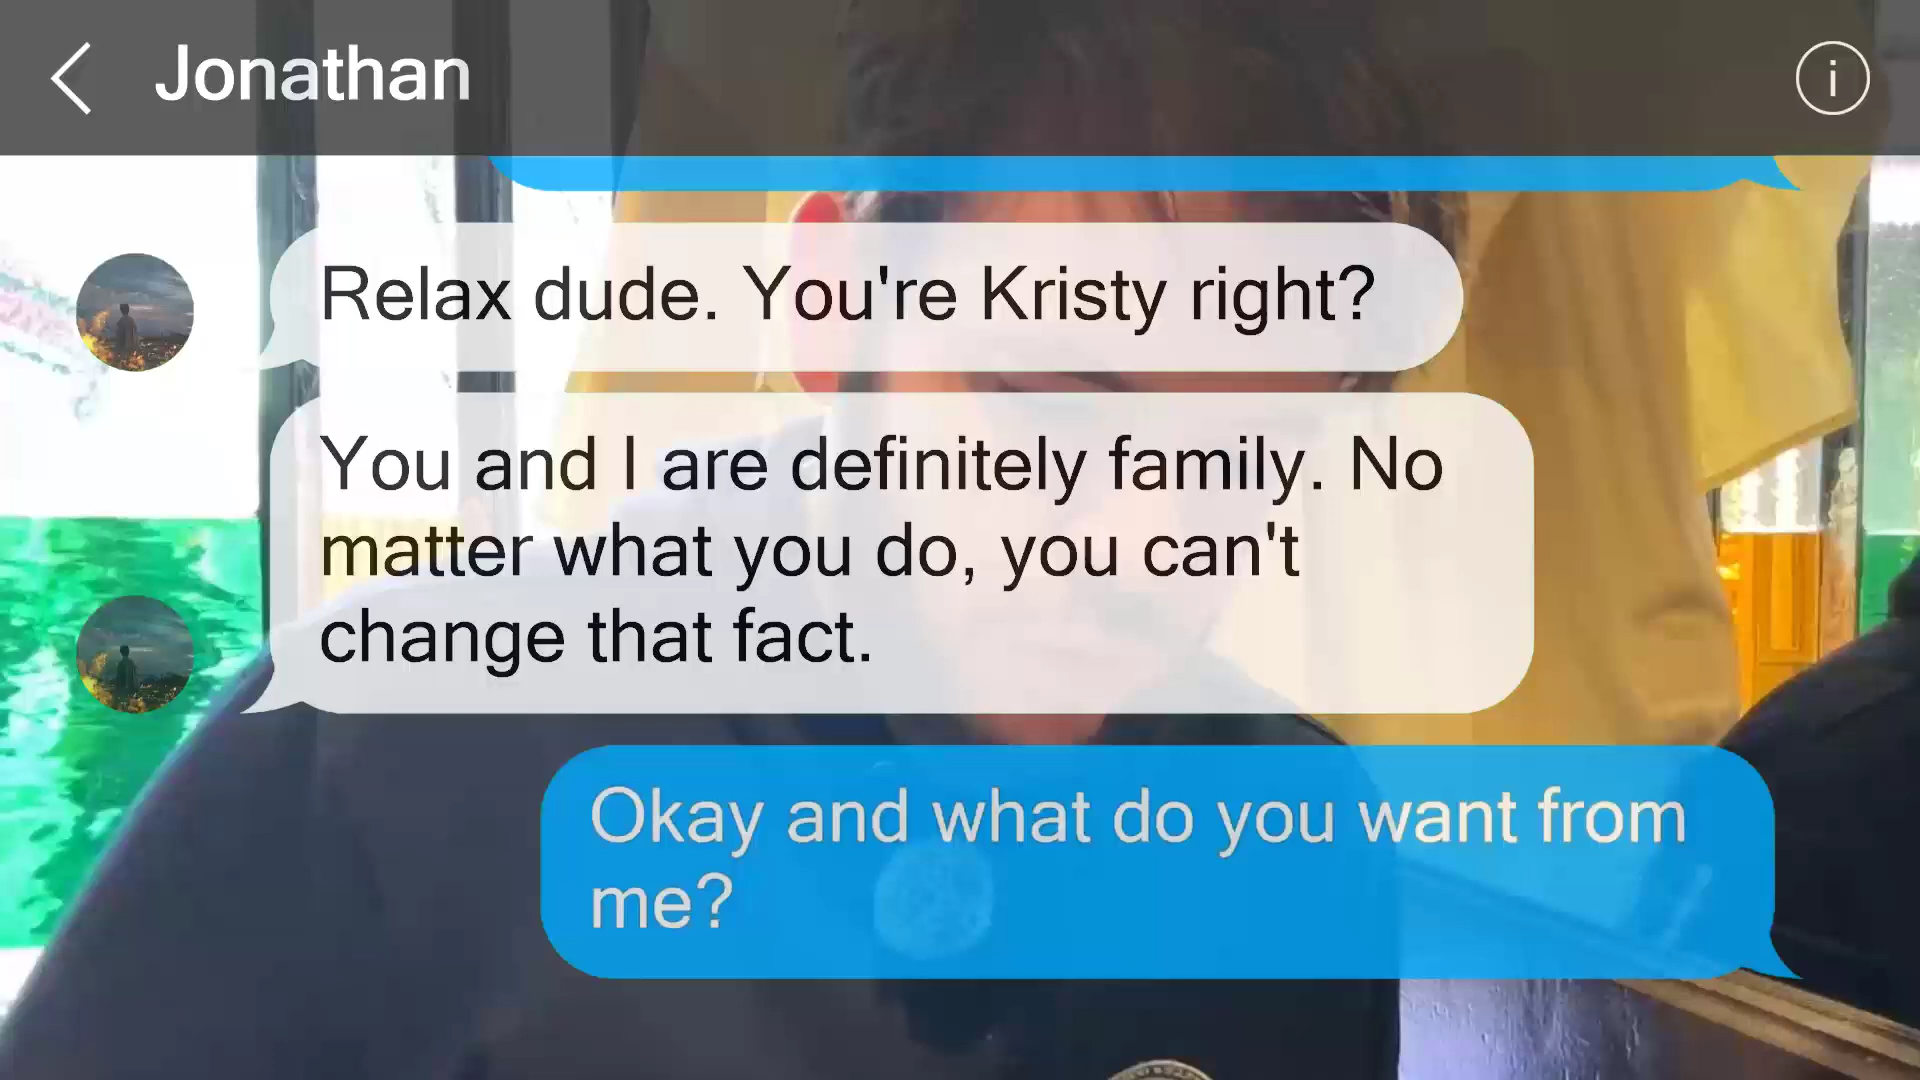 Jonathan
Relax dude. You're Kristy right?
You and I are definitely family. No
matter what you do, you can't
change that fact.
Okay and what do you want from
me?